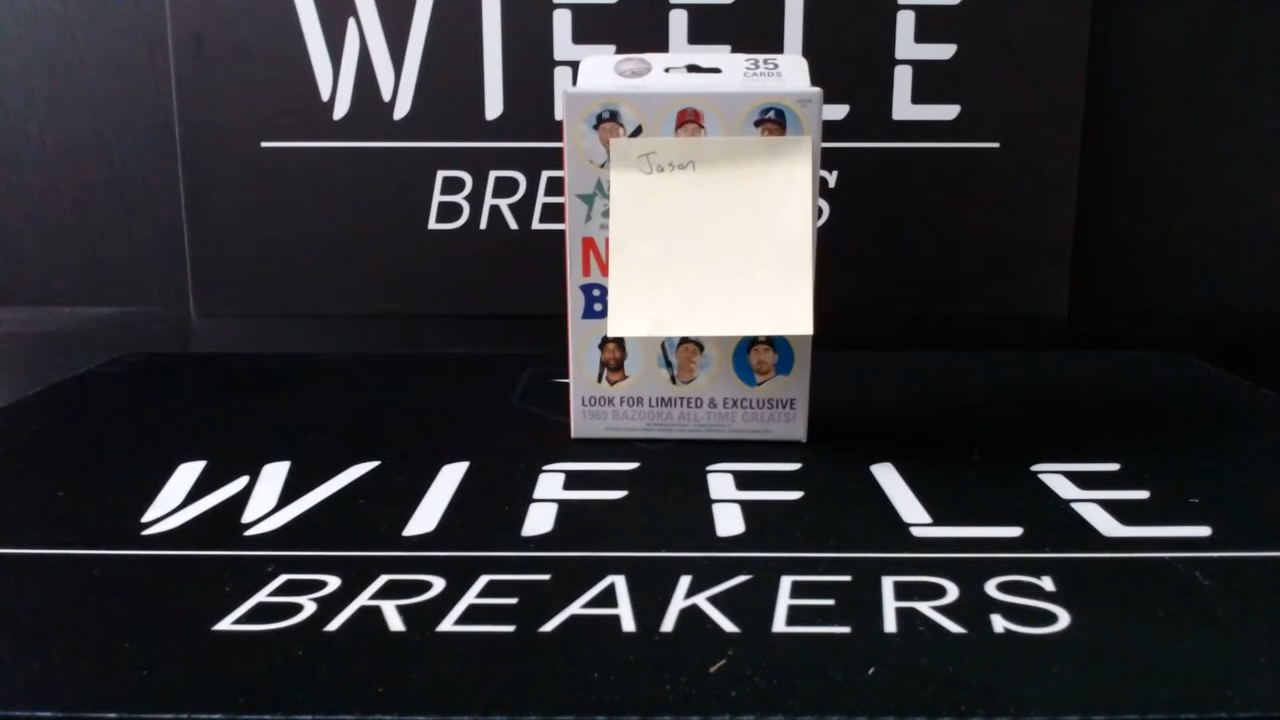 WIFFLE
BRE
S
35
CARDS
Jason
N
B
LOOK FOR LIMITED & EXCLUSIVE
1969 BAZOOKA ALL-TIME GREATS!
WIFFLE
BREAKERS